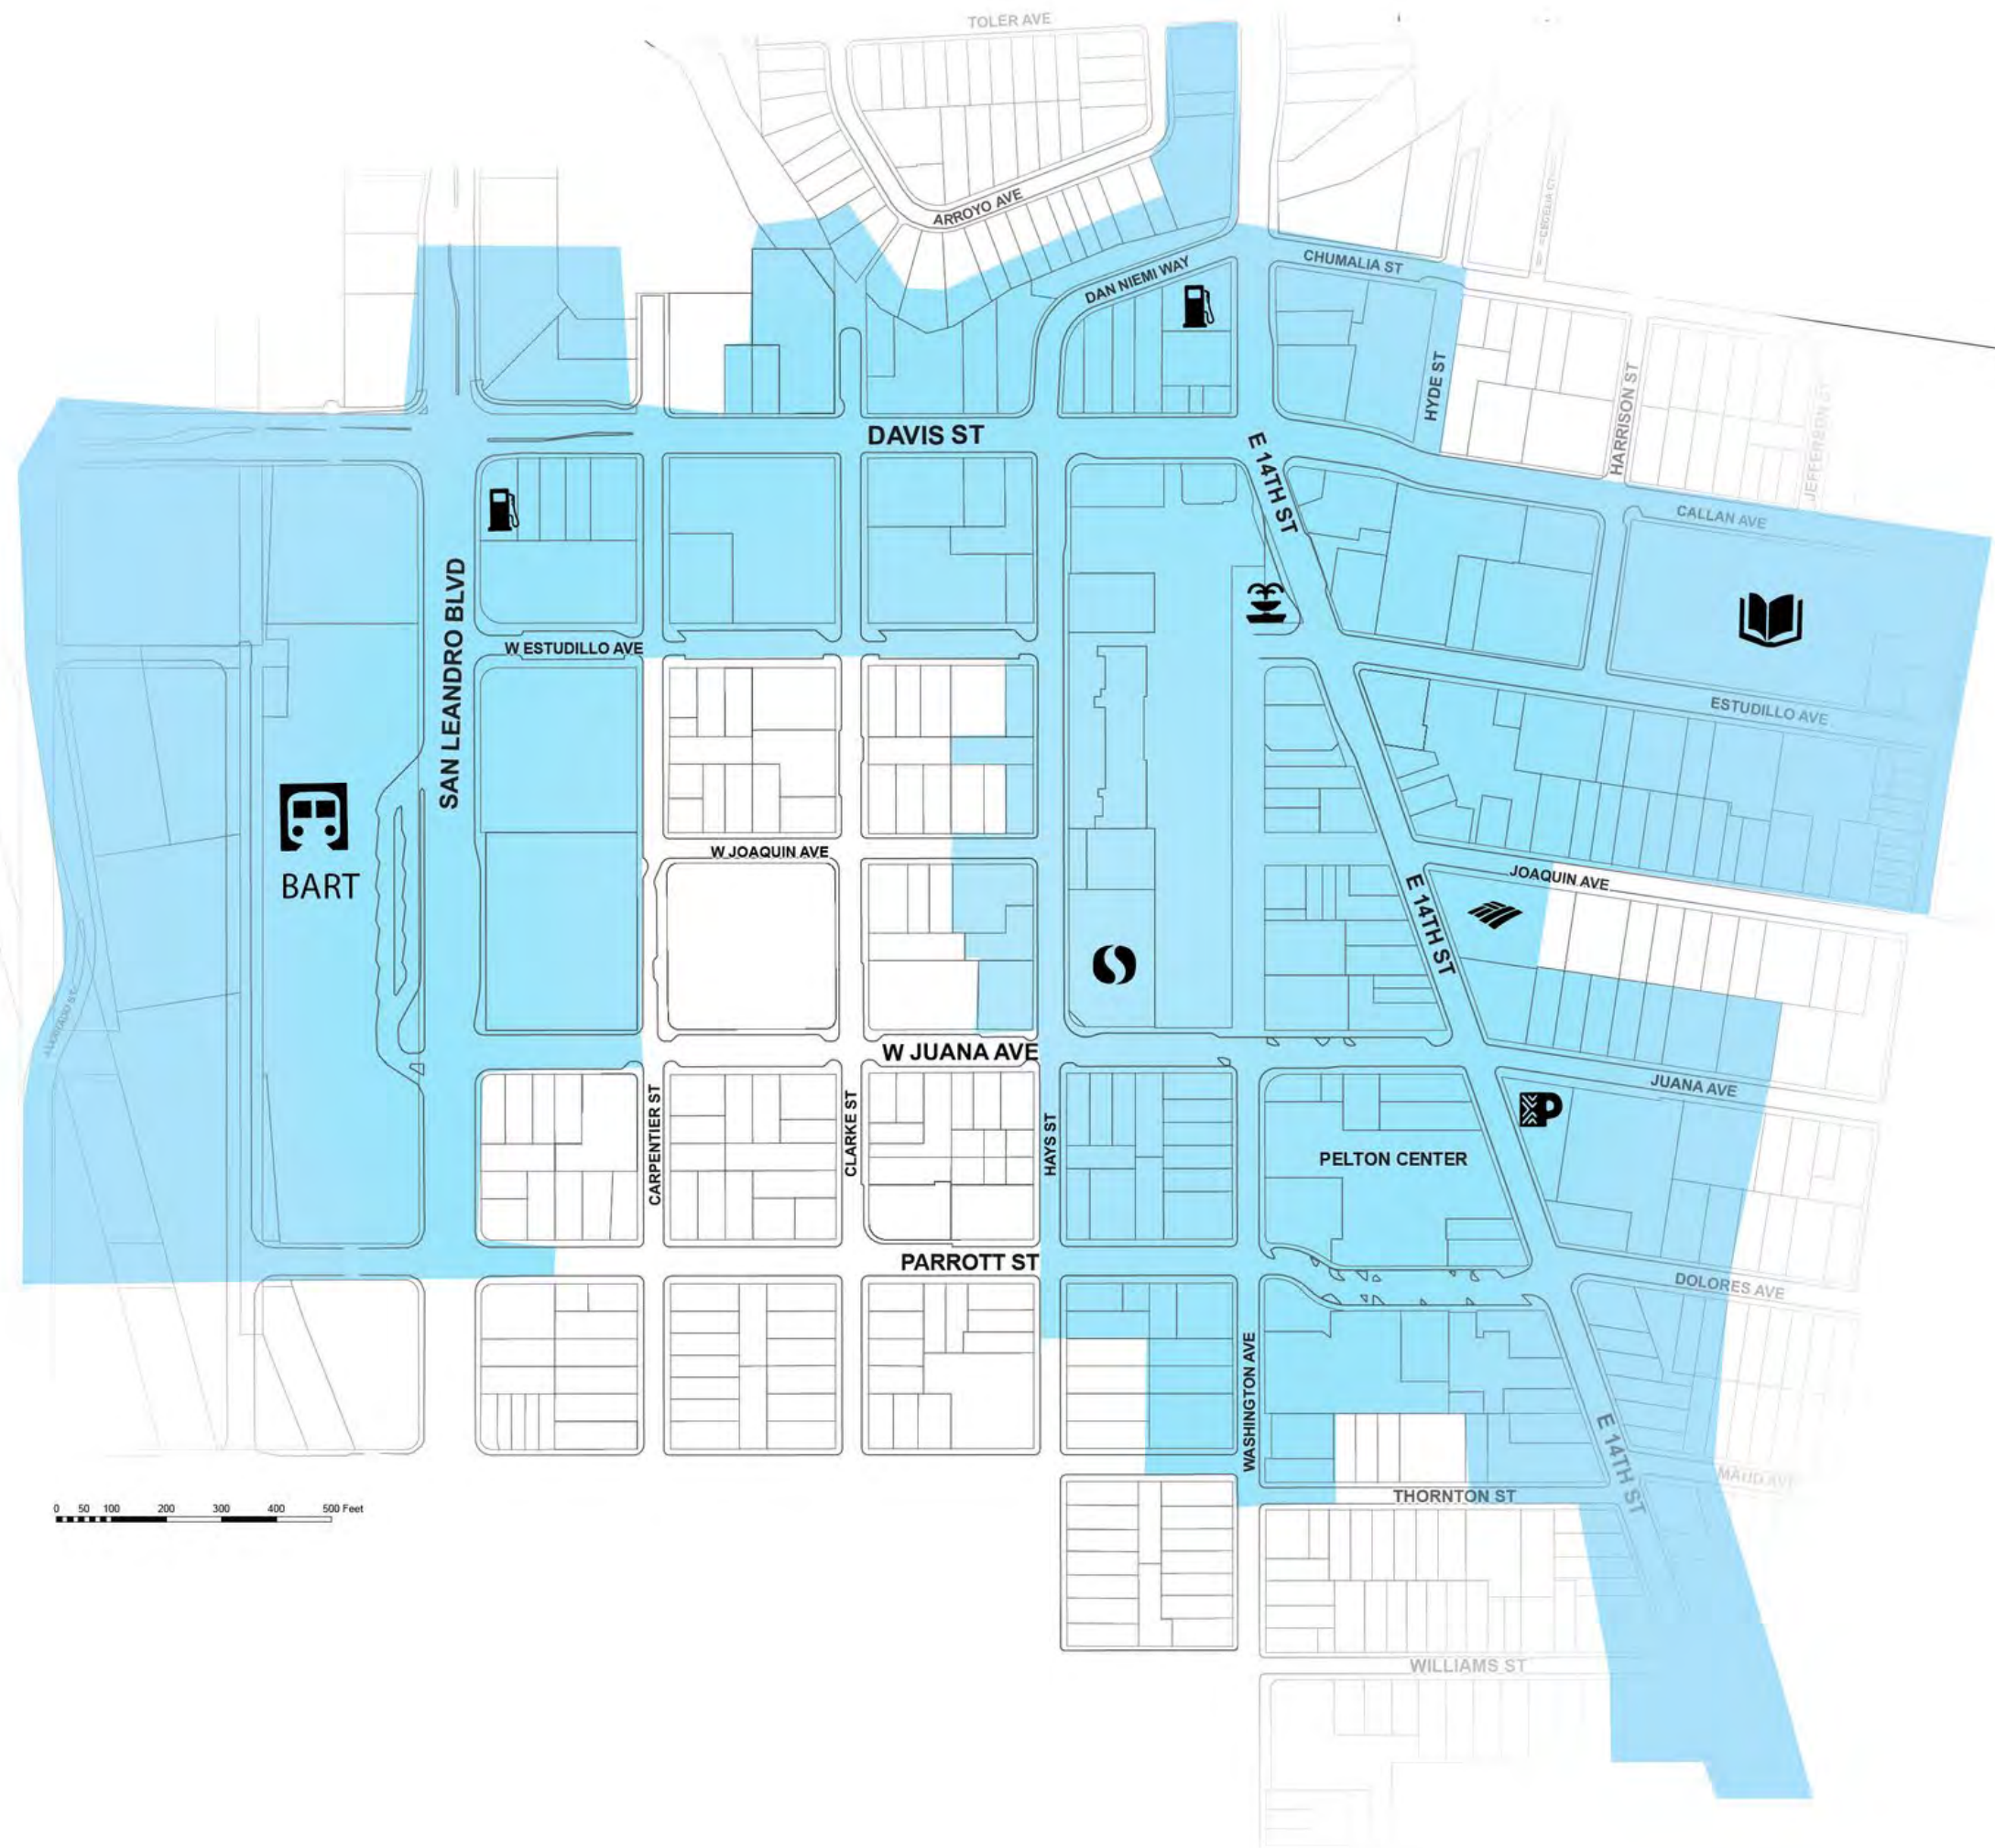 TOLER AVE
ARROYO AVE
CHUMALIA ST
DAN NIEMI WAY
HYDE ST
HARRISON ST
DAVIS ST
E 14TH ST
CALLAN AVE
SAN LEANDRO BLVD
W ESTUDILLO AVE
ESTUDILLO AVE
BART
W JOAQUIN AVE
JOAQUIN AVE
E 14TH ST
W JUANA AVE
JUANA AVE
P
CARPENTIER ST
CLARKE ST
HAYS ST
PELTON CENTER
PARROTT ST
DOLORES AVE
WASHINGTON AVE
E 14TH ST
MAUD AVE
THORNTON ST
0 50 100 200 300 400 500 Feet
WILLIAMS ST